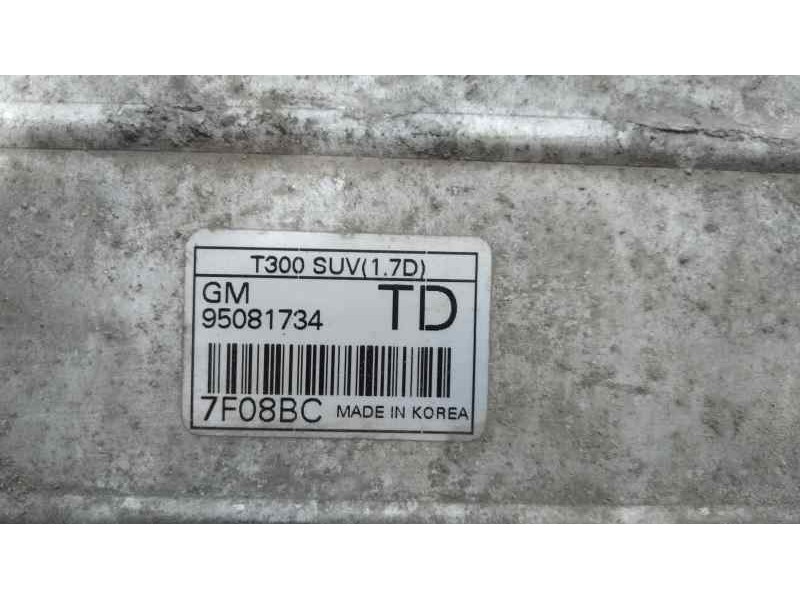 T300 SUV(1.7D)
GM TD
95081734
7F08BC MADE IN KOREA